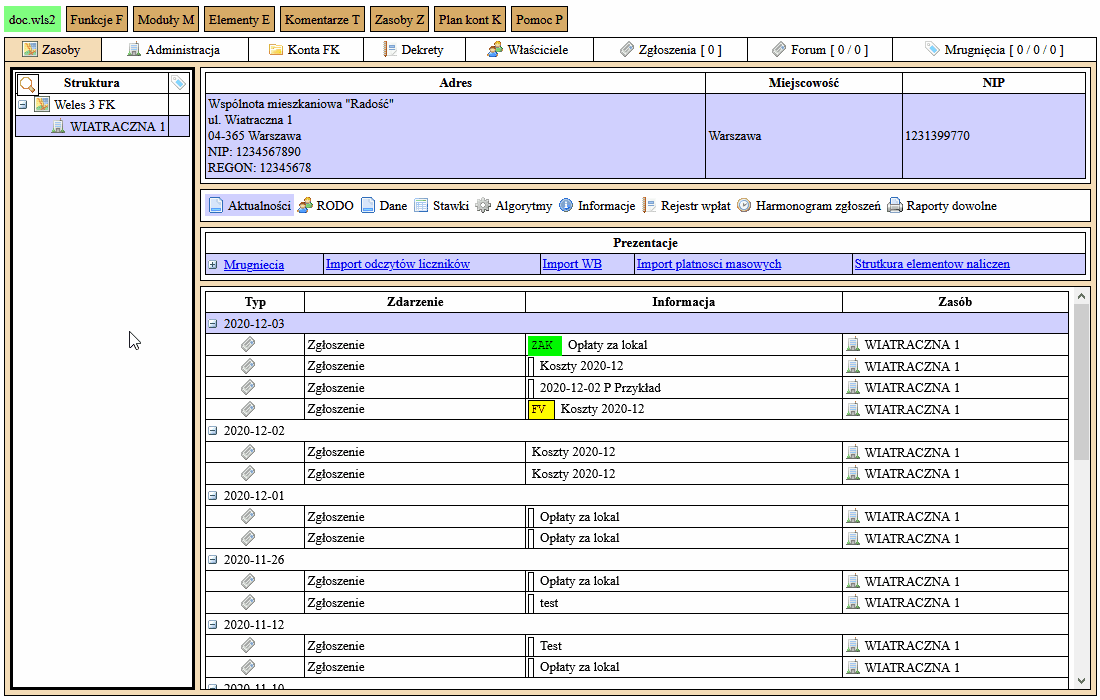 doc.wls2 Funkcje F Moduły M Elementy E Komentarze T Zasoby Z Plan kont K Pomoc P
Zasoby Administracja Konta FK Dekrety Właściciele Zgłoszenia [ 0 ] Forum [ 0 / 0 ] Mrugnięcia [ 0 / 0 / 0 ]
Struktura
Weles 3 FK
WIATRACZNA 1
Adres Miejscowość NIP
Wspólnota mieszkaniowa "Radość"
ul. Wiatraczna 1
04-365 Warszawa
NIP: 1234567890
REGON: 12345678
Warszawa
1231399770
Aktualności RODO Dane Stawki Algorytmy Informacje Rejestr wpłat Harmonogram zgłoszeń Raporty dowolne
Prezentacje
Mrugniecia Import odczytów liczników Import WB Import platnosci masowych Strutkura elementow naliczen
Typ Zdarzenie Informacja Zasób
2020-12-03
Zgłoszenie ZAK Opłaty za lokal WIATRACZNA 1
Zgłoszenie Koszty 2020-12 WIATRACZNA 1
Zgłoszenie 2020-12-02 P Przykład WIATRACZNA 1
Zgłoszenie FV Koszty 2020-12 WIATRACZNA 1
2020-12-02
Zgłoszenie Koszty 2020-12 WIATRACZNA 1
Zgłoszenie Koszty 2020-12 WIATRACZNA 1
2020-12-01
Zgłoszenie Opłaty za lokal WIATRACZNA 1
Zgłoszenie Opłaty za lokal WIATRACZNA 1
2020-11-26
Zgłoszenie Opłaty za lokal WIATRACZNA 1
Zgłoszenie test WIATRACZNA 1
2020-11-12
Zgłoszenie Test WIATRACZNA 1
Zgłoszenie Opłaty za lokal WIATRACZNA 1
2020-11-10